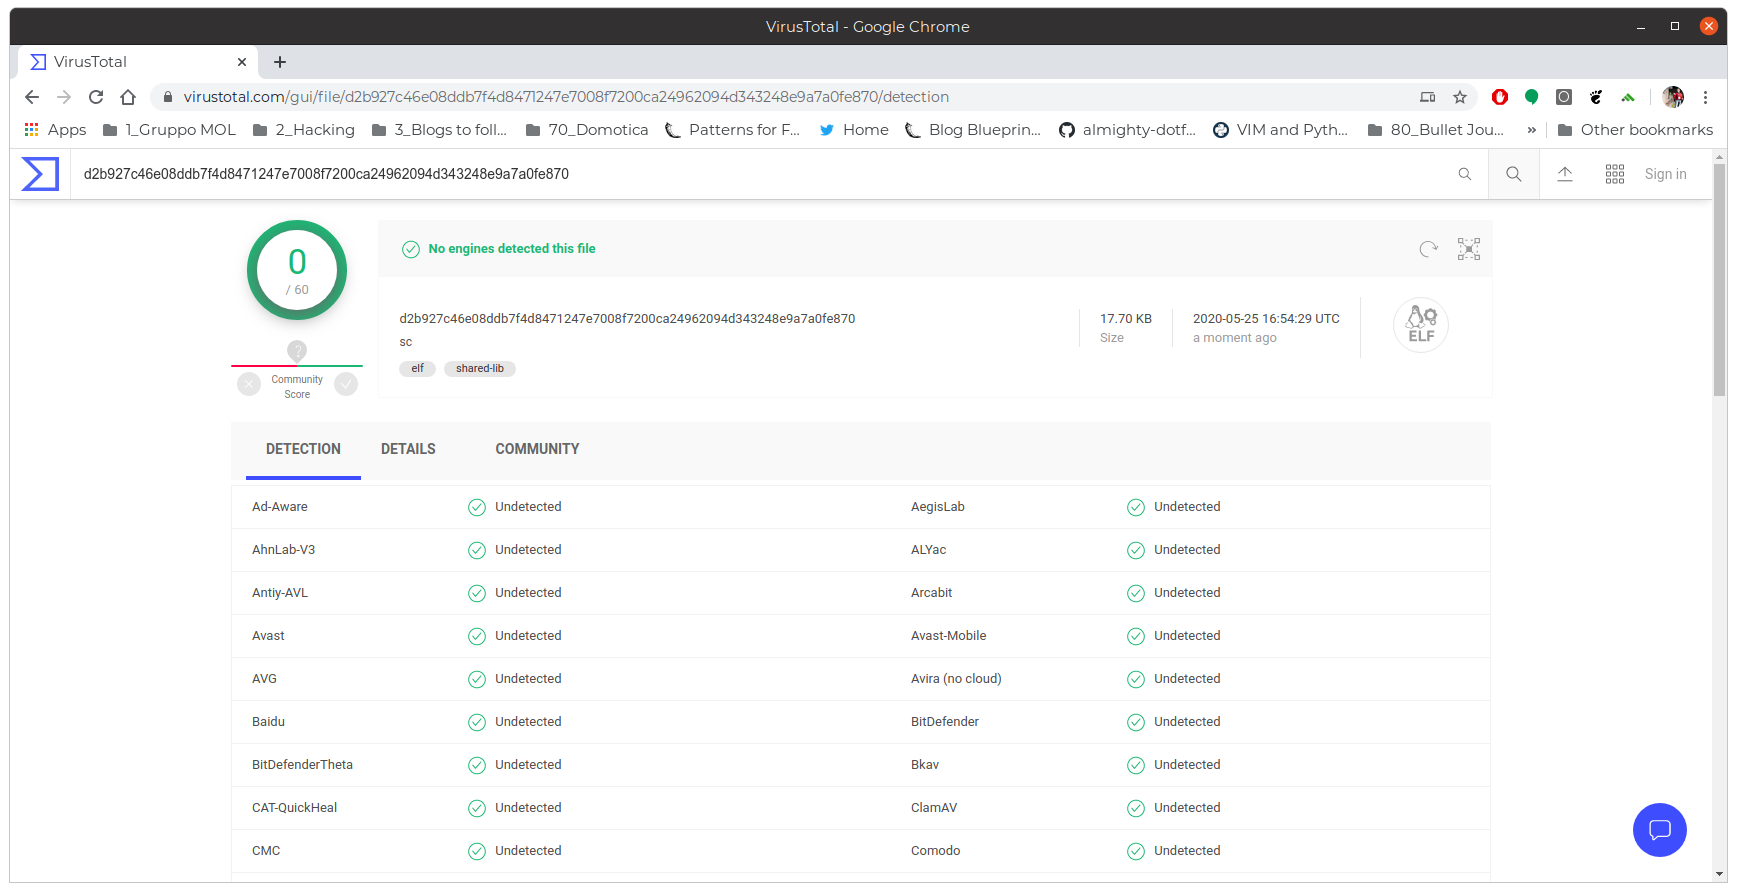 VirusTotal - Google Chrome
VirusTotal
virustotal.com/gui/file/d2b927c46e08ddb7f4d8471247e7008f7200ca24962094d343248e9a7a0fe870/detection
Apps 1_Gruppo MOL 2_Hacking 3_Blogs to foll... 70_Domotica Patterns for F... Home Blog Blueprin... almighty-dotf... VIM and Pyth... 80_Bullet Jou... » Other bookmarks
d2b927c46e08ddb7f4d8471247e7008f7200ca24962094d343248e9a7a0fe870 Sign in
0
/ 60
?
Community
Score
No engines detected this file
d2b927c46e08ddb7f4d8471247e7008f7200ca24962094d343248e9a7a0fe870
sc
elf shared-lib
17.70 KB
Size
2020-05-25 16:54:29 UTC
a moment ago
ELF
DETECTION DETAILS COMMUNITY
Ad-Aware Undetected AegisLab Undetected
AhnLab-V3 Undetected ALYac Undetected
Antiy-AVL Undetected Arcabit Undetected
Avast Undetected Avast-Mobile Undetected
AVG Undetected Avira (no cloud) Undetected
Baidu Undetected BitDefender Undetected
BitDefenderTheta Undetected Bkav Undetected
CAT-QuickHeal Undetected ClamAV Undetected
CMC Undetected Comodo Undetected